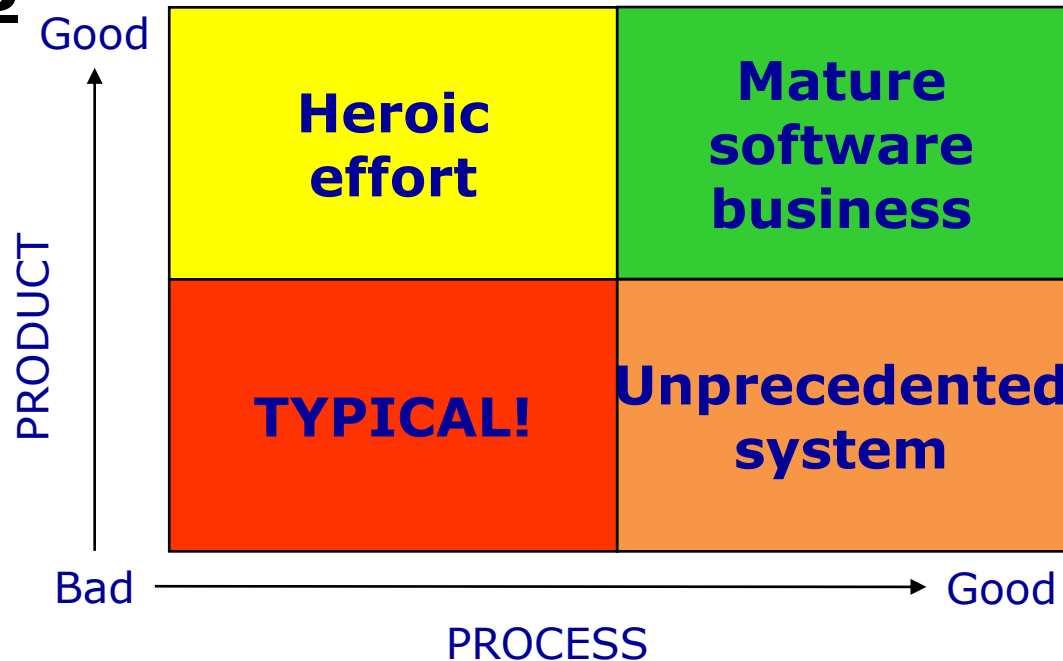 Good
Heroic
effort
Mature
software
business
PRODUCT
TYPICAL!
Unprecedented
system
Bad
Good
PROCESS